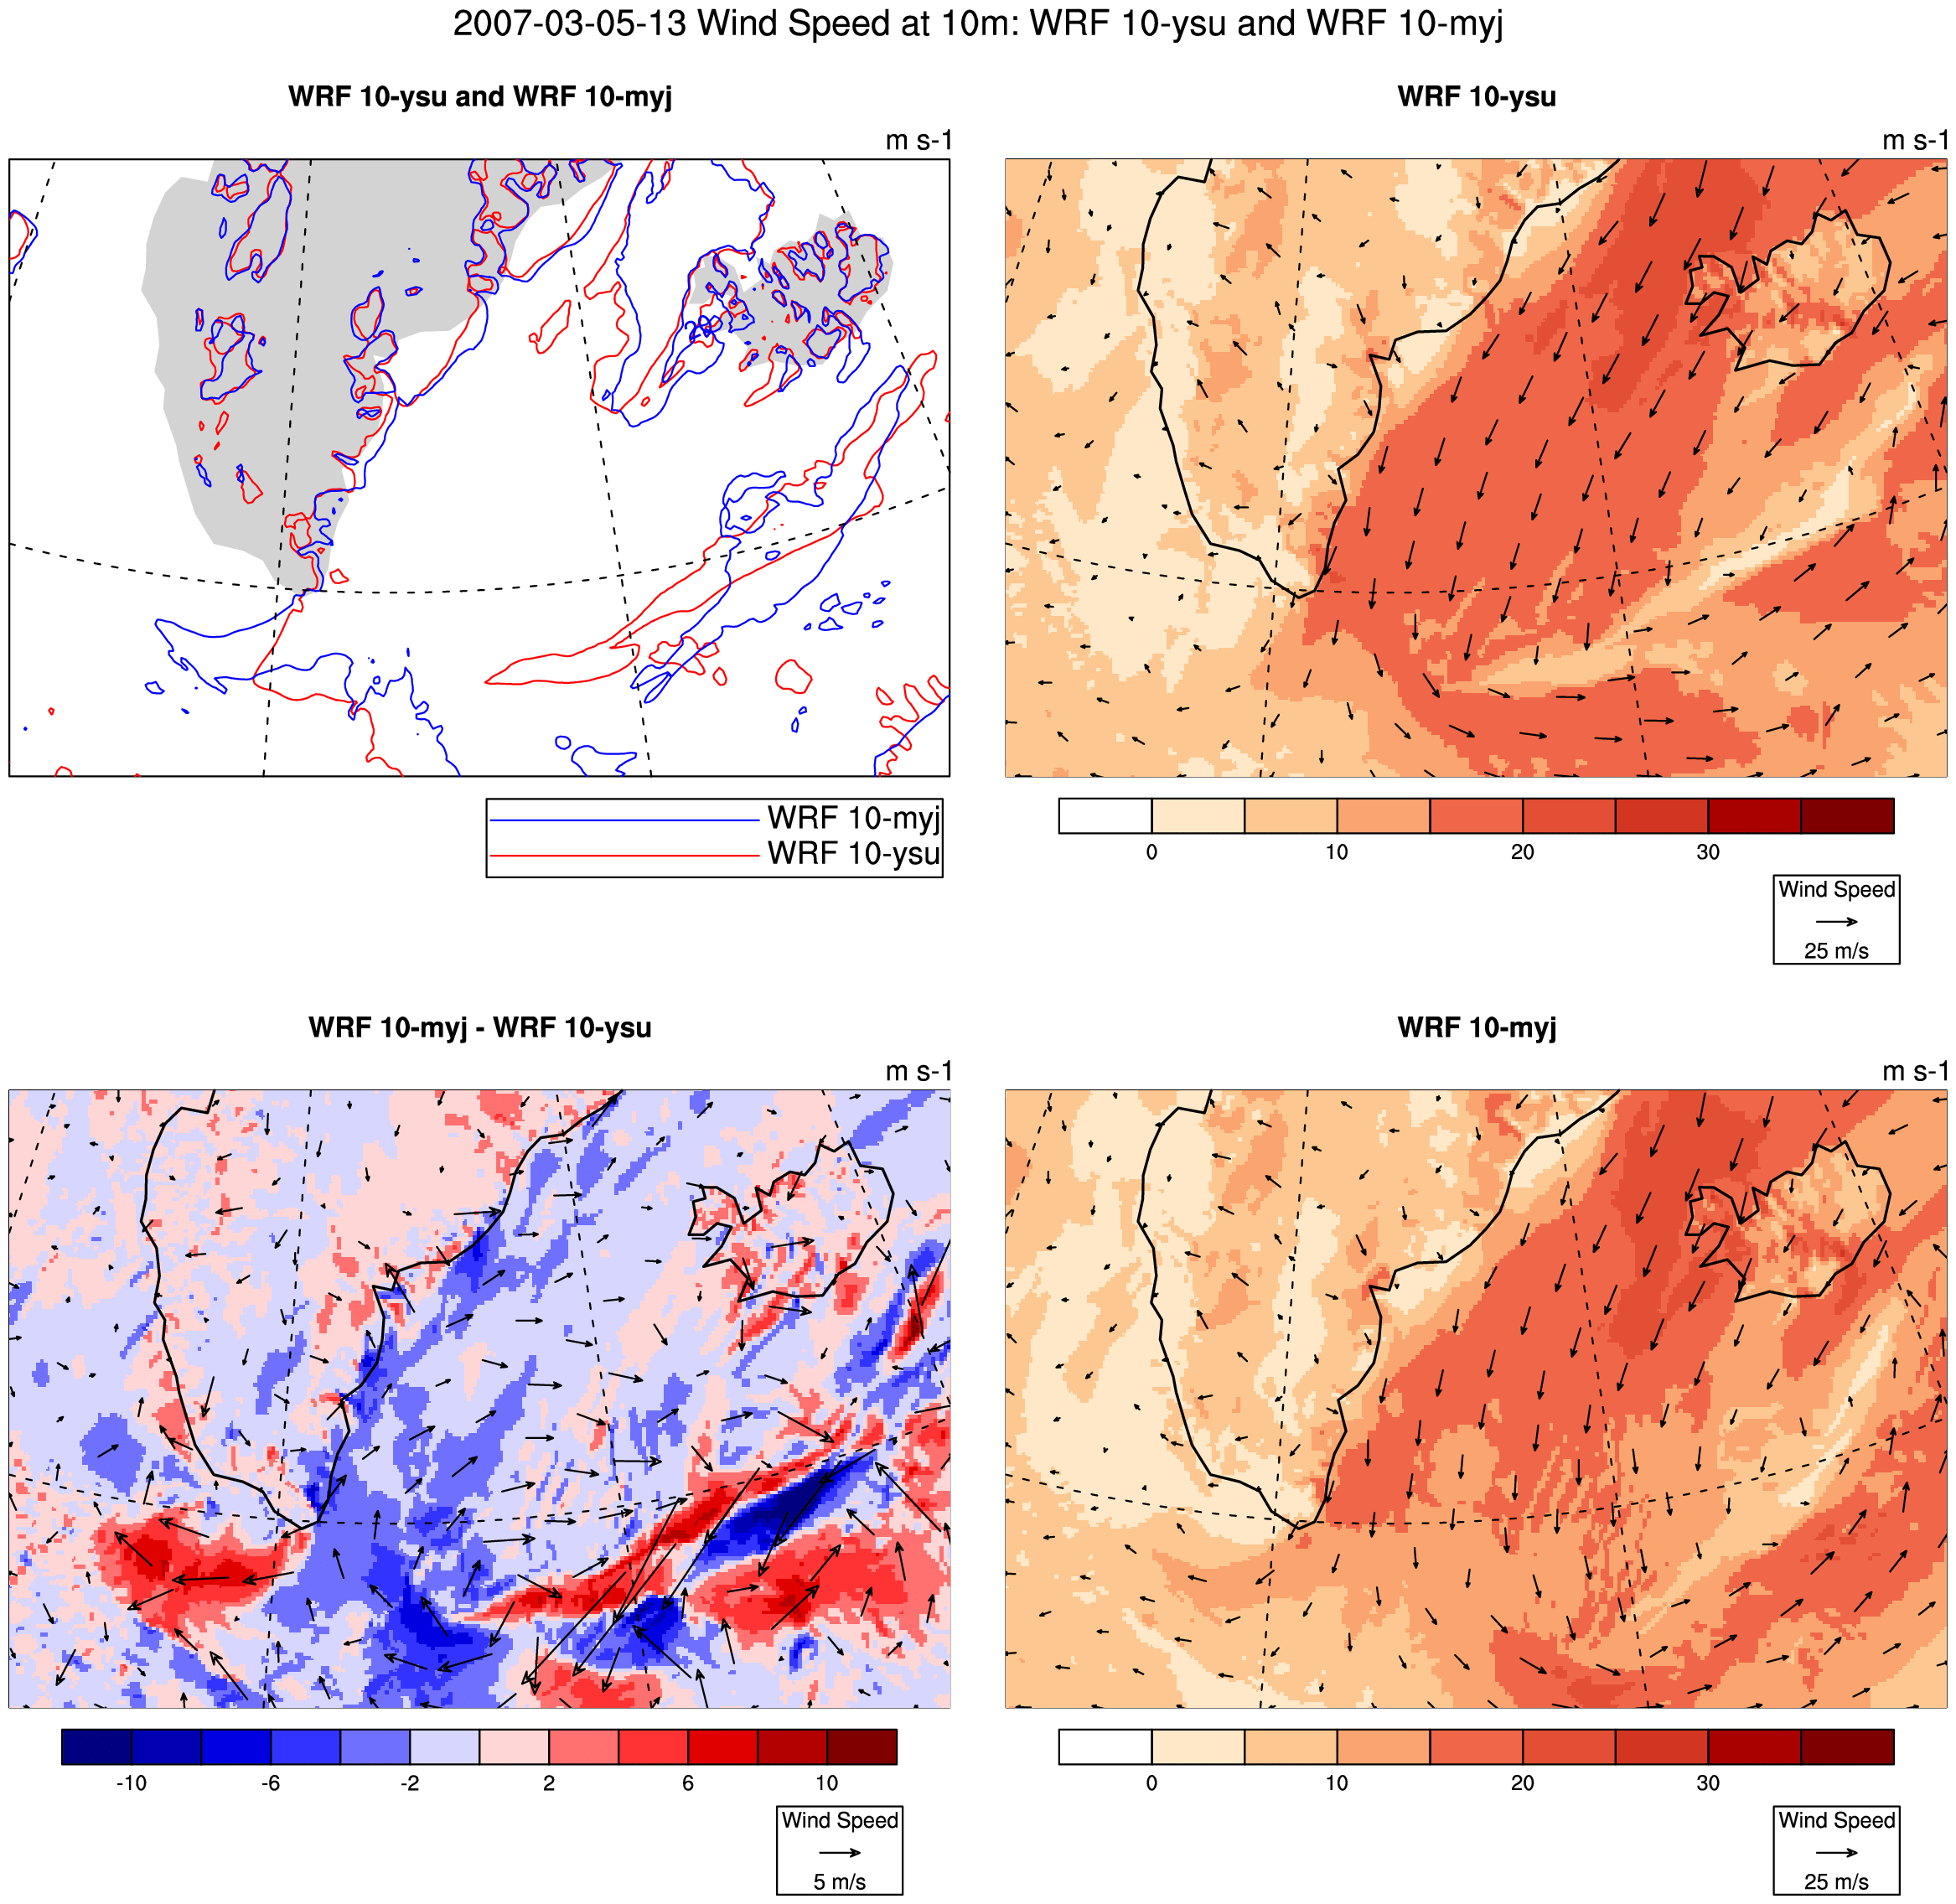 2007-03-05-13 Wind Speed at 10m: WRF 10-ysu and WRF 10-myj
WRF 10-ysu and WRF 10-myj
m s-1
20
WRF 10-myj
WRF 10-ysu
WRF 10-ysu
m s-1
0 10 20 30
Wind Speed
25 m/s
WRF 10-myj - WRF 10-ysu
m s-1
-10 -6 -2 2 6 10
Wind Speed
5 m/s
WRF 10-myj
m s-1
0 10 20 30
Wind Speed
25 m/s